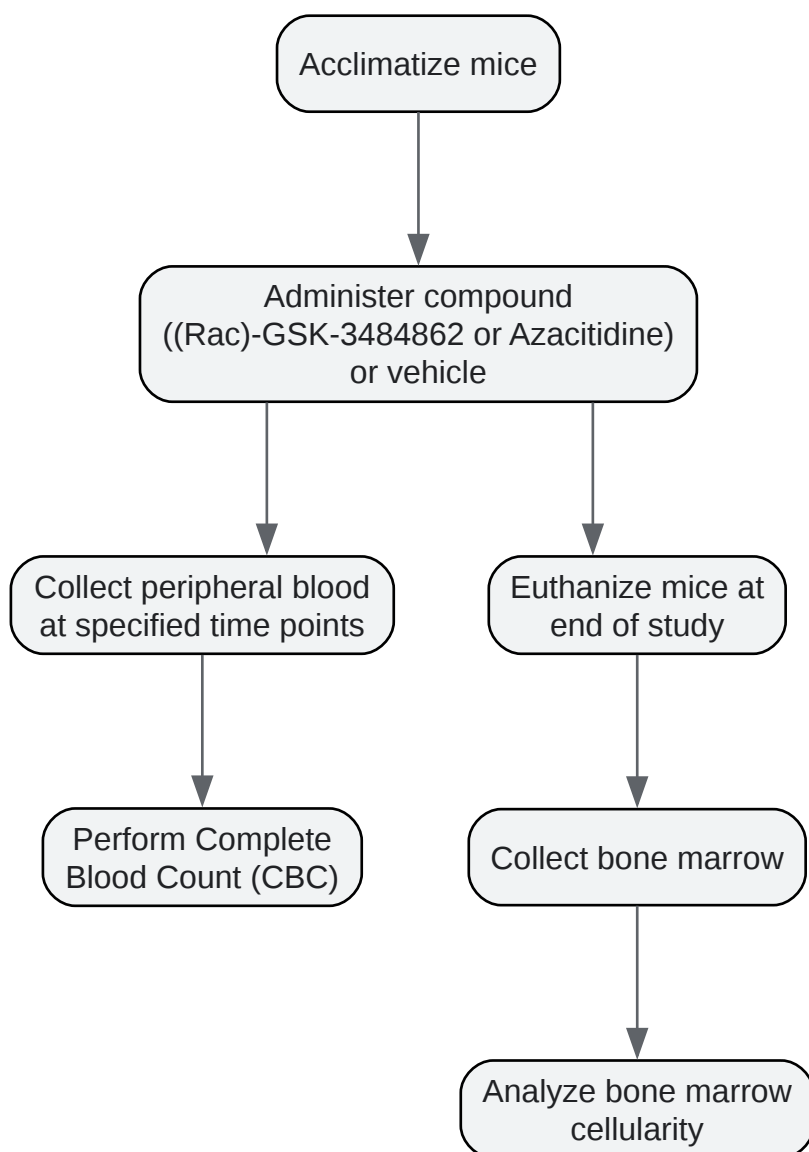 Acclimatize mice
Administer compound
((Rac)-GSK-3484862 or Azacitidine)
or vehicle
Collect peripheral blood
at specified time points
Euthanize mice at
end of study
Perform Complete
Blood Count (CBC)
Collect bone marrow
Analyze bone marrow
cellularity